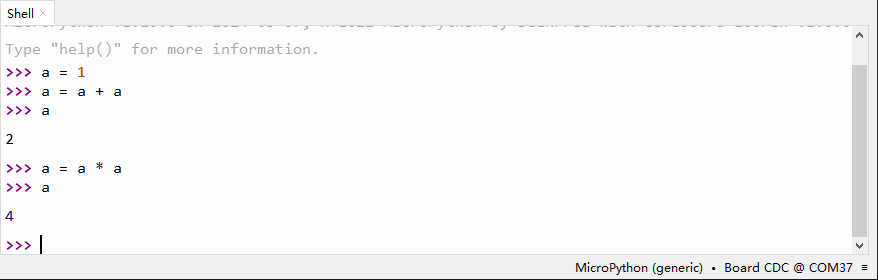 Shell ×
Type "help()" for more information.
>>> a = 1
>>> a = a + a
>>> a
2
>>> a = a * a
>>> a
4
>>>
MicroPython (generic) • Board CDC @ COM37 ≡